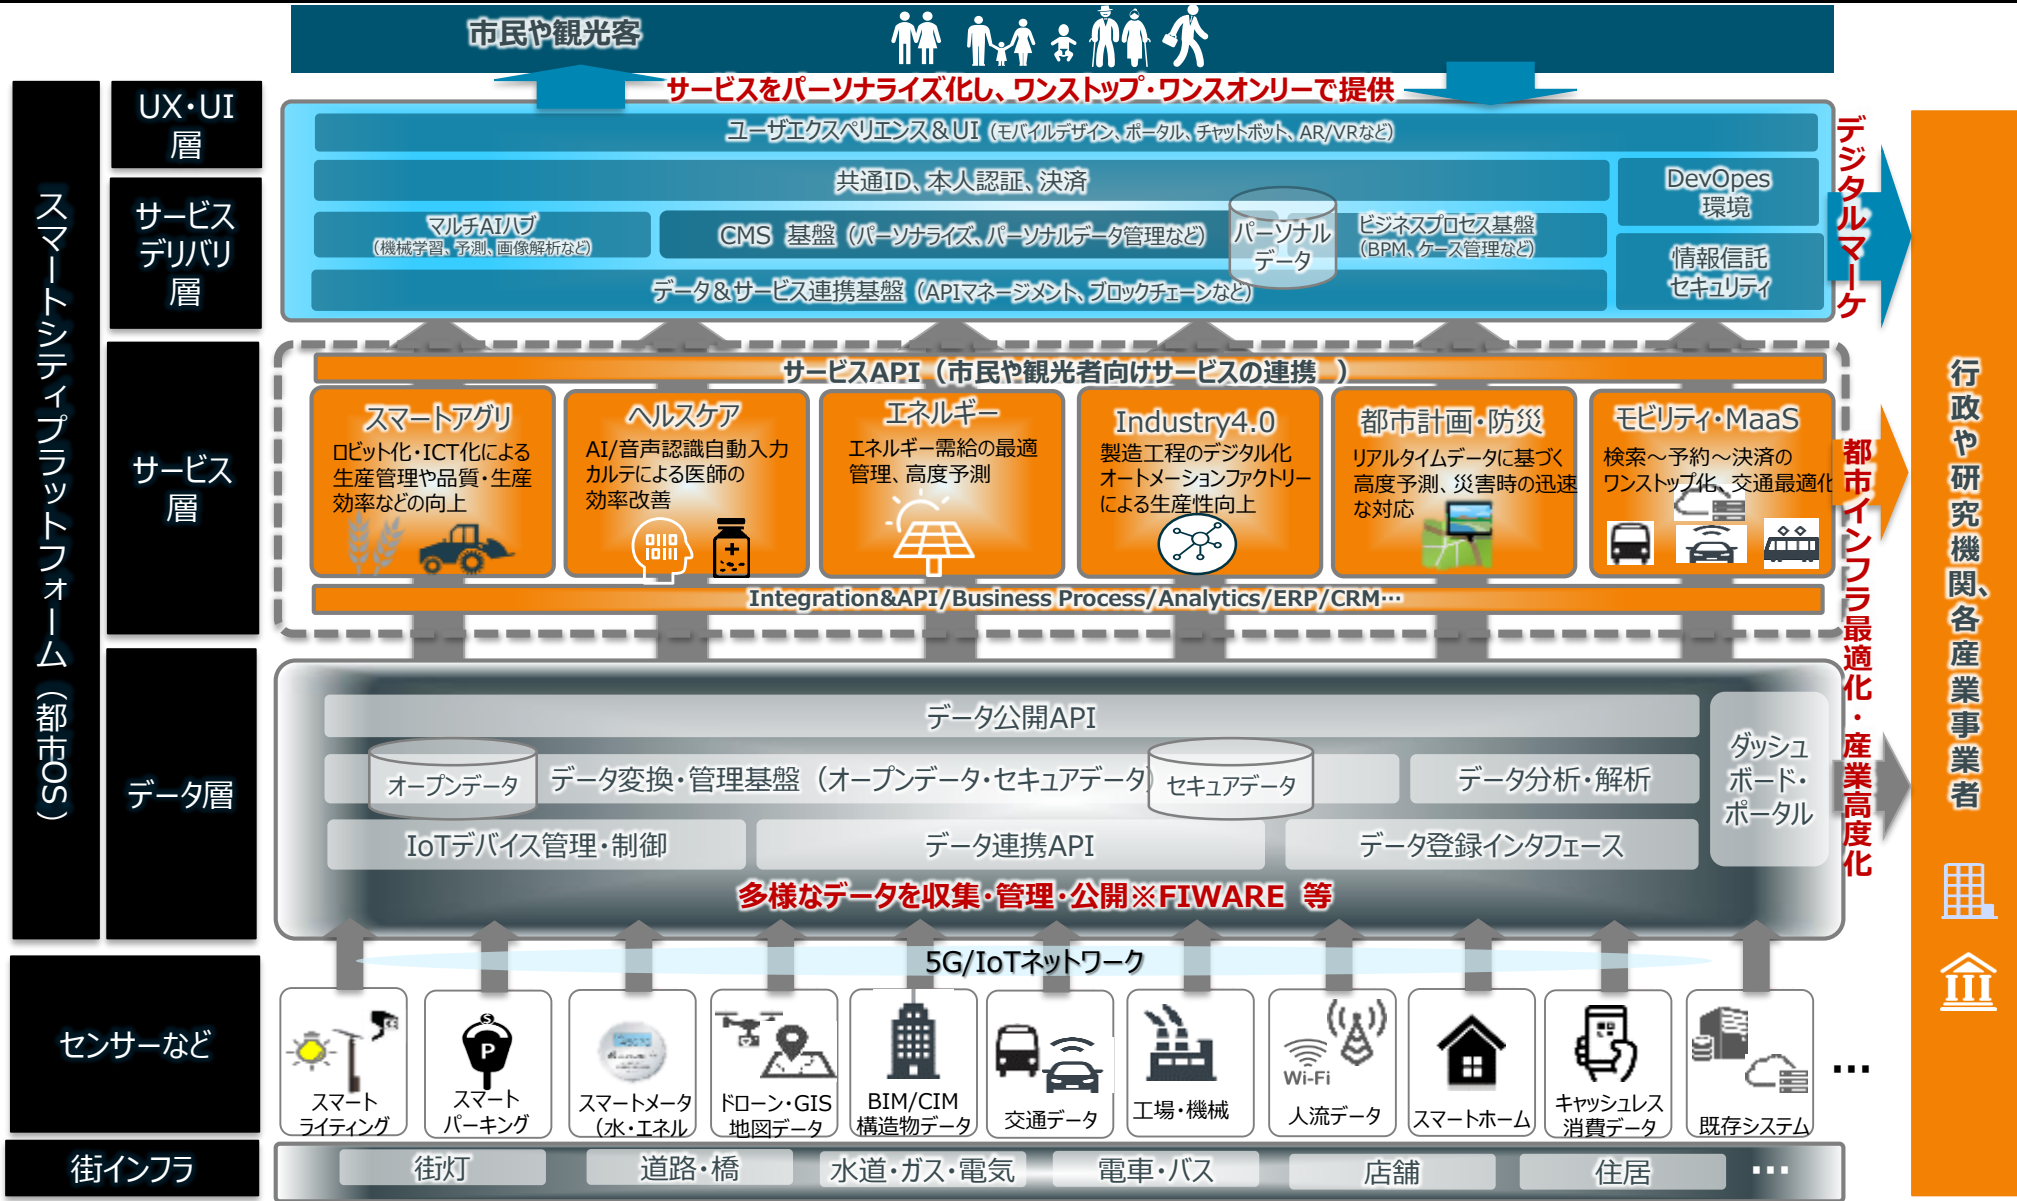 市民や観光客
サービスをパーソナライズ化し、ワンストップ・ワンスオンリーで提供
スマートシティプラットフォーム（都市OS）
UX・UI
層
ユーザエクスペリエンス＆UI（モバイルデザイン、ポータル、チャットボット、AR/VRなど）
サービス
デリバリ
層
共通ID、本人認証、決済
DevOpes
環境
マルチAIハブ
（機械学習、予測、画像解析など）
CMS 基盤（パーソナライズ、パーソナルデータ管理など）
パーソナル
データ
ビジネスプロセス基盤
（BPM、ケース管理など）
情報信託
セキュリティ
データ＆サービス連携基盤（APIマネージメント、ブロックチェーンなど）
デジタルマーケ
サービス
層
サービスAPI（市民や観光者向けサービスの連携 ）
スマートアグリ
ロビット化・ICT化による
生産管理や品質・生産
効率などの向上
ヘルスケア
AI/音声認識自動入力
カルテによる医師の
効率改善
エネルギー
エネルギー需給の最適
管理、高度予測
Industry4.0
製造工程のデジタル化
オートメーションファクトリー
による生産性向上
都市計画・防災
リアルタイムデータに基づく
高度予測、災害時の迅速
な対応
モビリティ・MaaS
検索～予約～決済の
ワンストップ化、交通最適化
Integration&API/Business Process/Analytics/ERP/CRM…
都市インフラ最適化・産業高度化
行政や研究機関、各産業事業者
データ層
データ公開API
オープンデータ
データ変換・管理基盤（オープンデータ・セキュアデータ）
セキュアデータ
データ分析・解析
ダッシュ
ボード・
ポータル
IoTデバイス管理・制御
データ連携API
データ登録インタフェース
多様なデータを収集・管理・公開※FIWARE 等
5G/IoTネットワーク
センサーなど
スマート
ライティング
S
P
スマート
パーキング
スマートメータ
（水・エネル
ドローン・GIS
地図データ
BIM/CIM
構造物データ
交通データ
工場・機械
Wi-Fi
人流データ
スマートホーム
キャッシュレス
消費データ
既存システム
…
街インフラ
街灯
道路・橋
水道・ガス・電気
電車・バス
店舗
住居
…